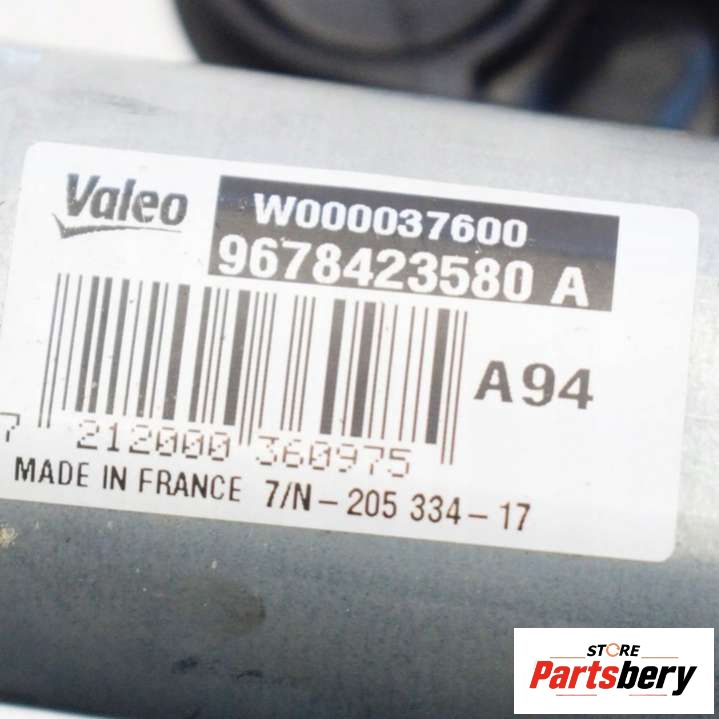 Valeo
W000037600
9678423580 A
A94
7 212000 360975
MADE IN FRANCE 7/N - 205 334 - 17
STORE
Partsbery